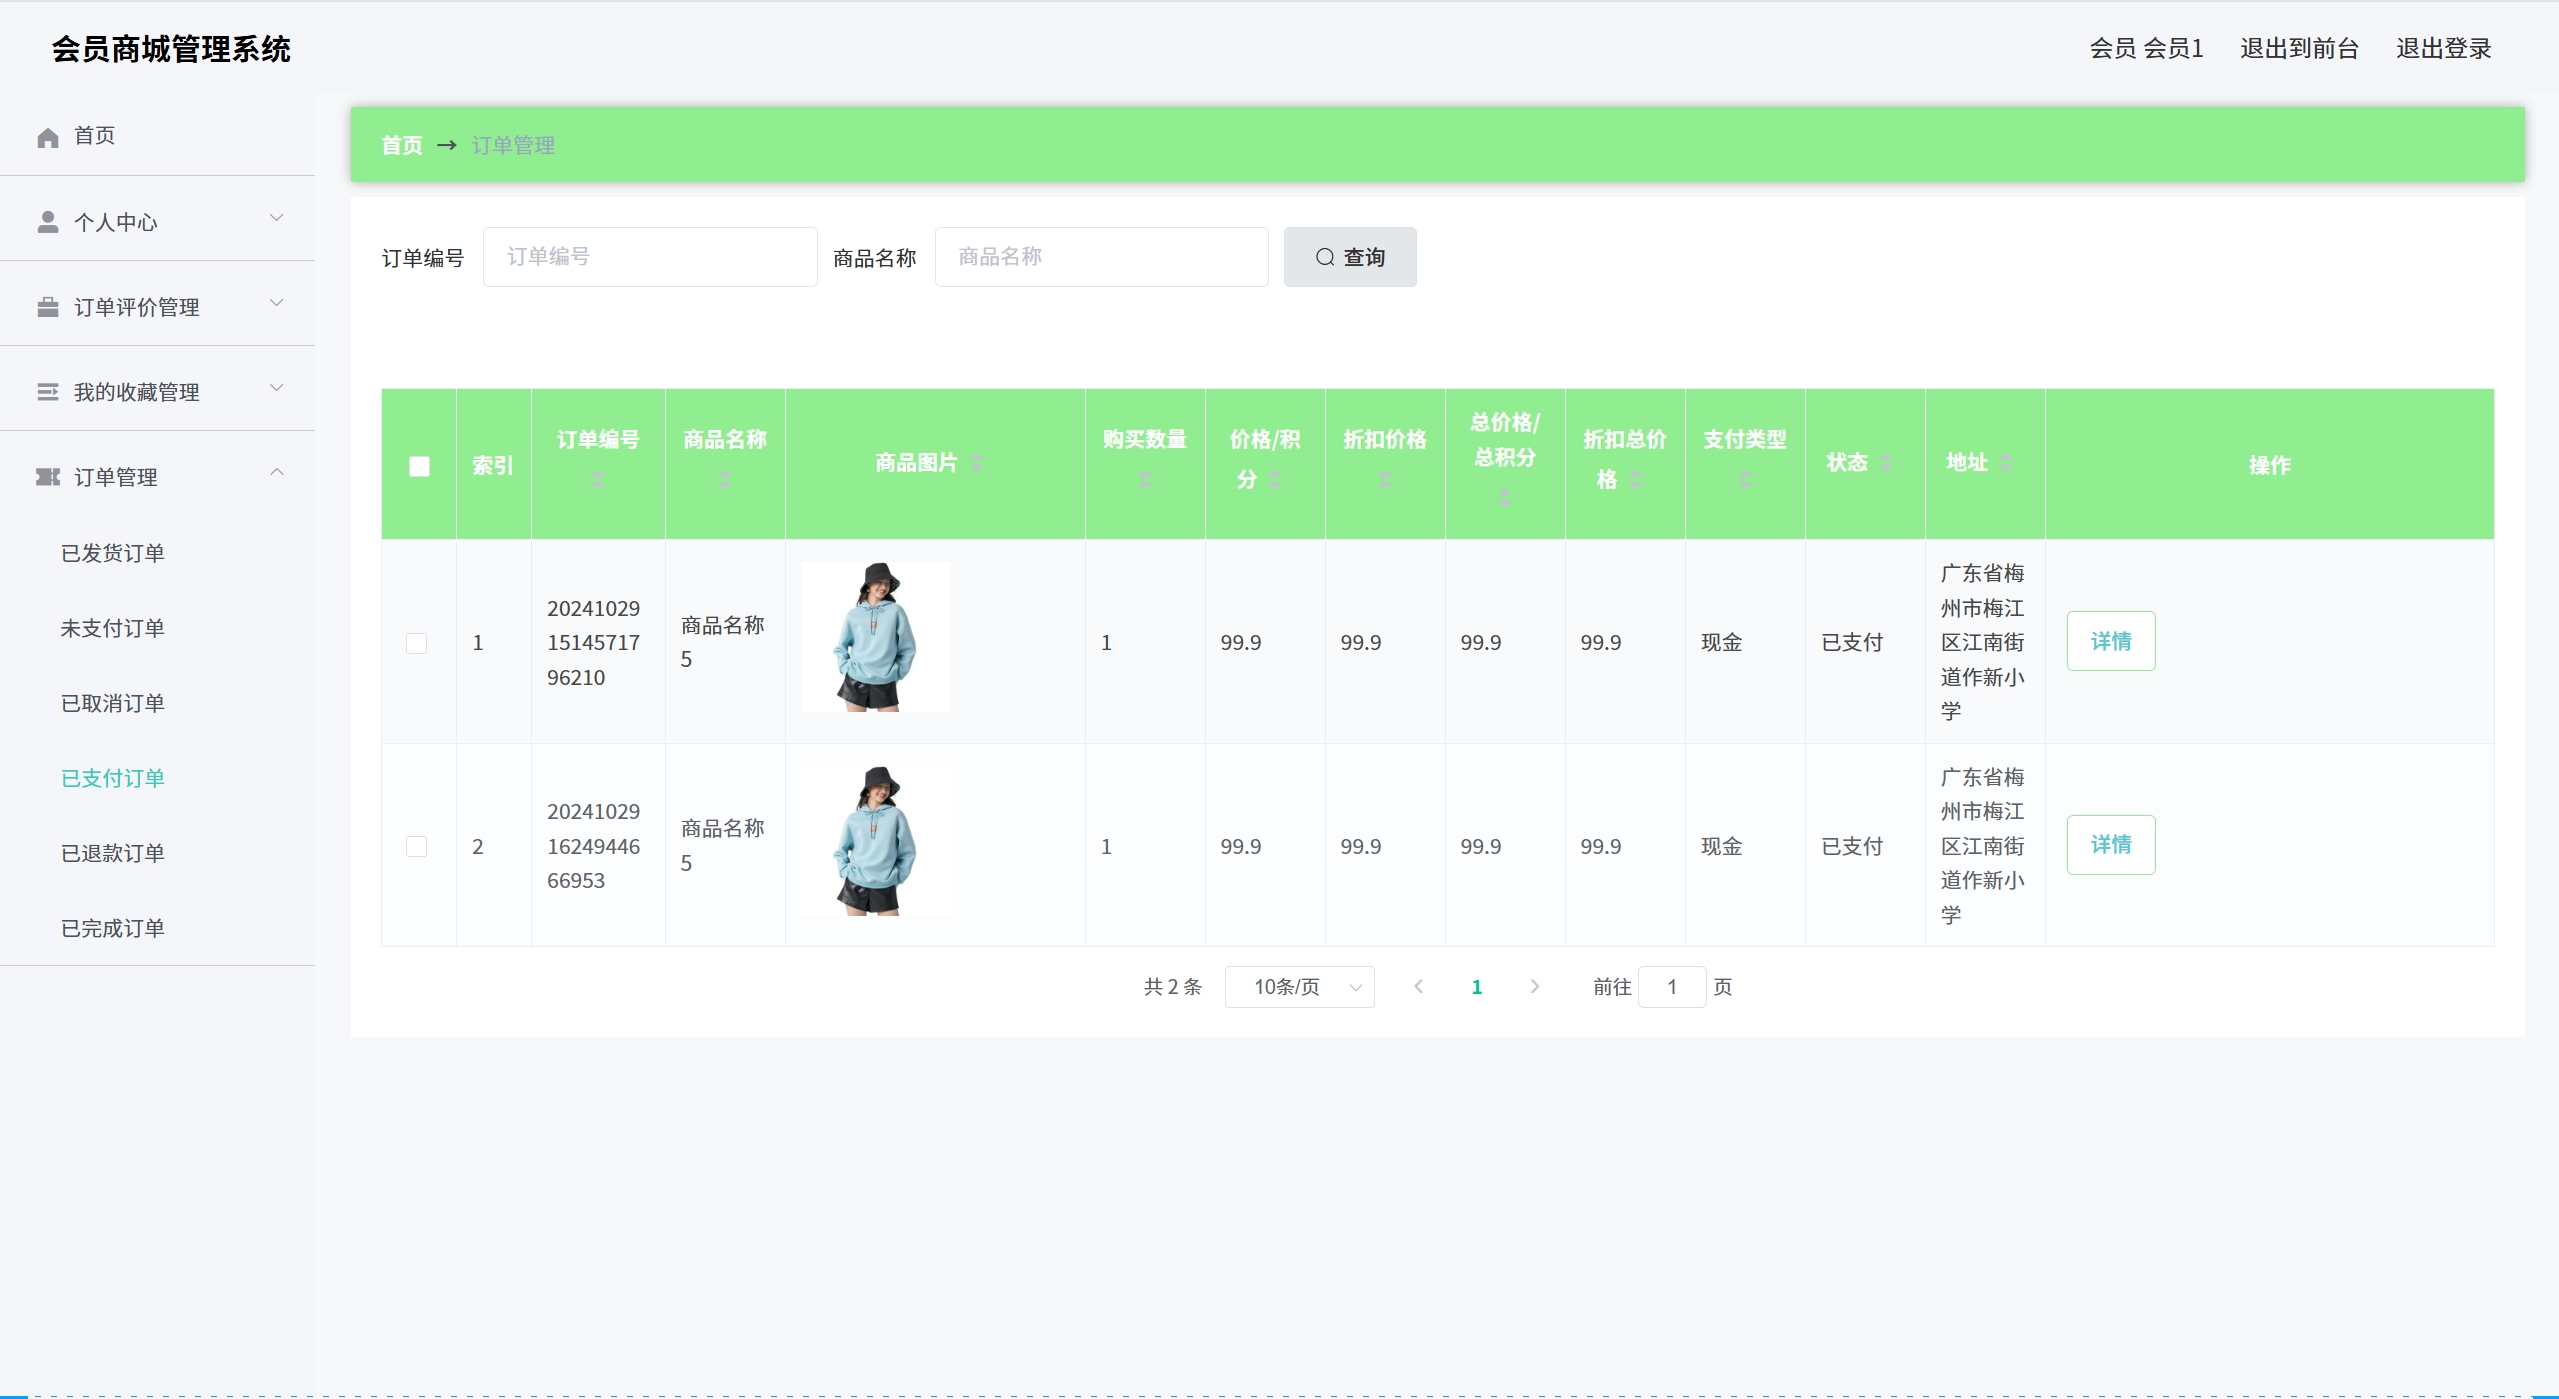 会员商城管理系统
会员 会员1 退出到前台 退出登录
首页
个人中心
订单评价管理
我的收藏管理
订单管理
已发货订单
未支付订单
已取消订单
已支付订单
已退款订单
已完成订单
首页 → 订单管理
订单编号 订单编号 商品名称 商品名称 查询
索引
订单编号
商品名称
商品图片
购买数量
价格/积
分
折扣价格
总价格/
总积分
折扣总价
格
支付类型
状态
地址
操作
1
20241029
15145717
96210
商品名称
5
1
99.9
99.9
99.9
99.9
现金
已支付
广东省梅
州市梅江
区江南街
道作新小
学
详情
2
20241029
16249446
66953
商品名称
5
1
99.9
99.9
99.9
99.9
现金
已支付
广东省梅
州市梅江
区江南街
道作新小
学
详情
共 2 条 10条/页 1 前往 1 页